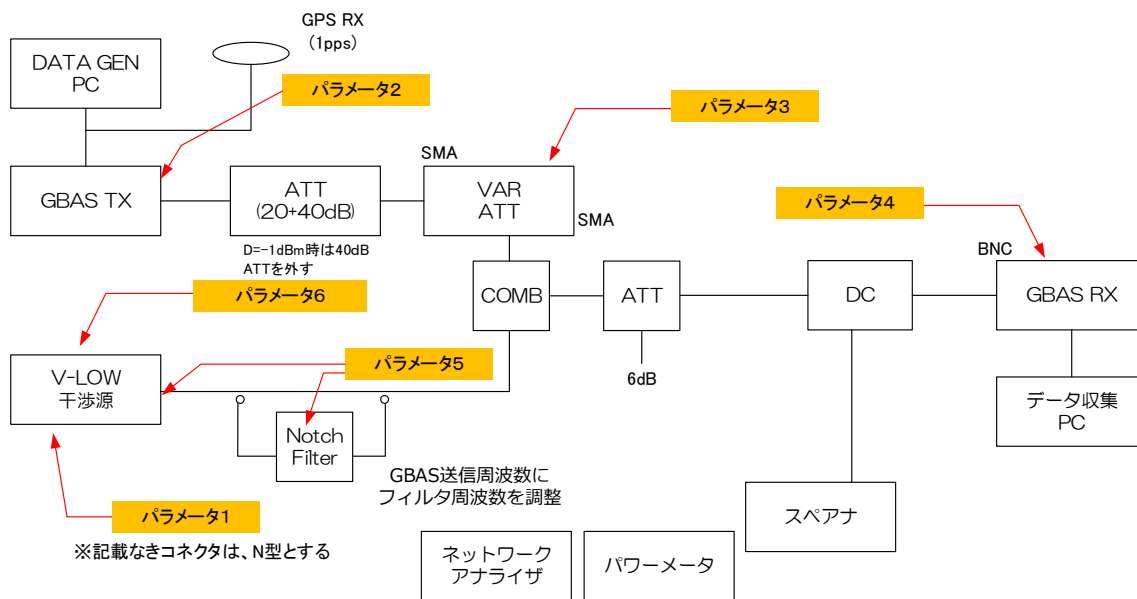 GPS RX
(1pps)
DATA GEN
PC
パラメータ2
パラメータ3
SMA
GBAS TX
ATT
(20+40dB)
VAR
ATT
SMA
パラメータ4
D=-1dBm時は40dB
ATTを外す
BNC
パラメータ6
COMB
ATT
DC
GBAS RX
V-LOW
干渉源
パラメータ5
6dB
データ収集
PC
Notch
Filter
GBAS送信周波数に
フィルタ周波数を調整
パラメータ1
スペアナ
※記載なきコネクタは、N型とする
ネットワーク
アナライザ
パワーメータ